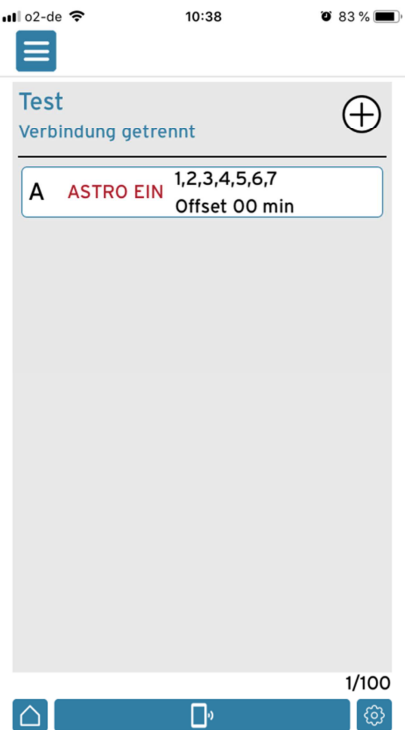 o2-de 10:38 83 %
Test
Verbindung getrennt
A ASTRO EIN 1,2,3,4,5,6,7
Offset 00 min
1/100